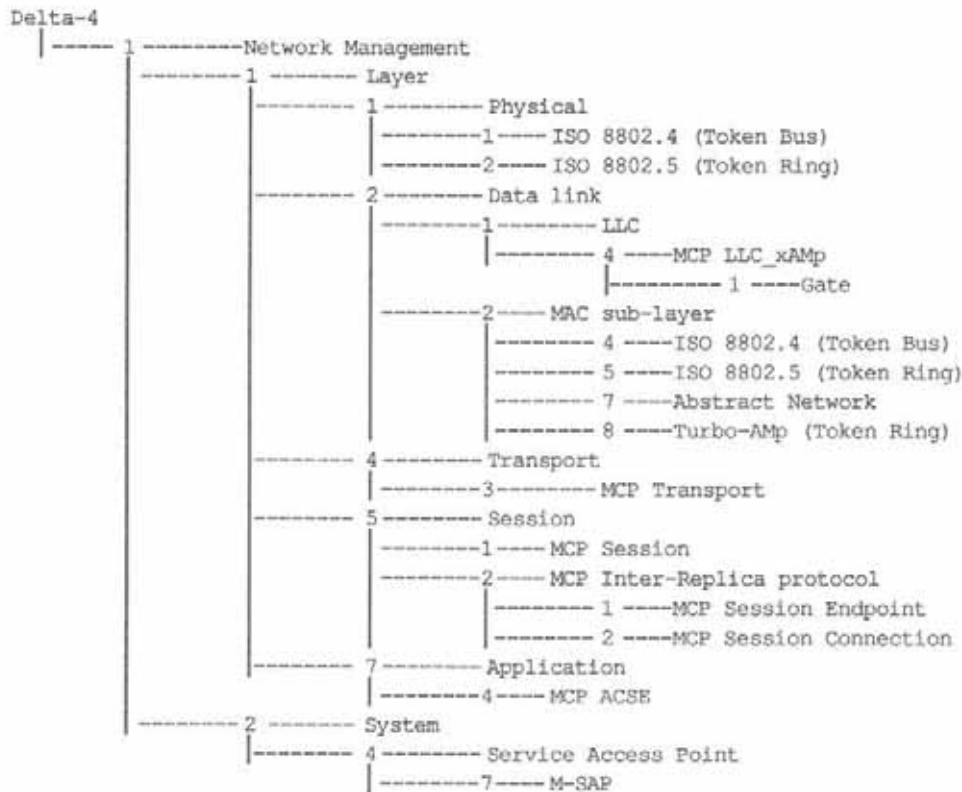 Delta-4
1 Network Management
1 Layer
1 Physical
1 ISO 8802.4 (Token Bus)
2 ISO 8802.5 (Token Ring)
2 Data link
1 LLC
4 MCP LLC_xAMp
1 Gate
2 MAC sub-layer
4 ISO 8802.4 (Token Bus)
5 ISO 8802.5 (Token Ring)
7 Abstract Network
8 Turbo-AMp (Token Ring)
4 Transport
3 MCP Transport
5 Session
1 MCP Session
2 MCP Inter-Replica protocol
1 MCP Session Endpoint
2 MCP Session Connection
7 Application
4 MCP ACSE
2 System
4 Service Access Point
7 M-SAP